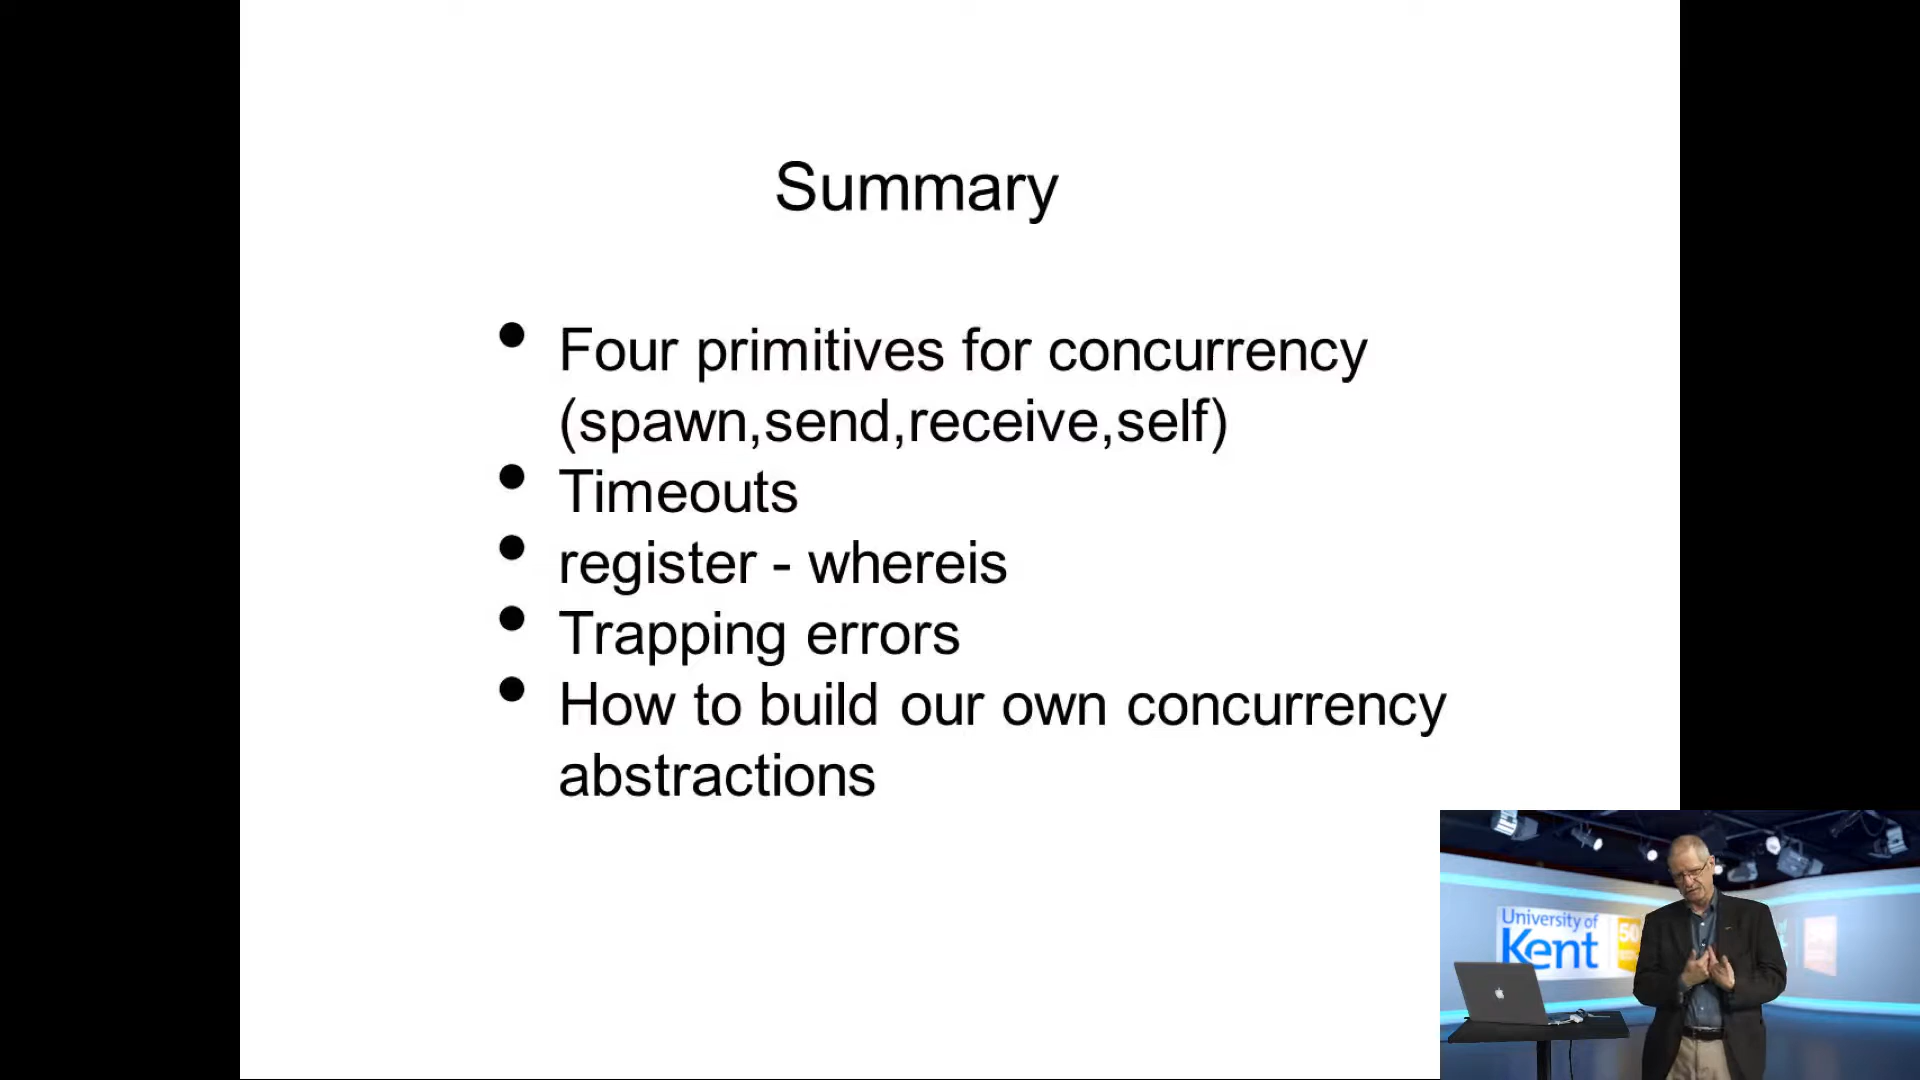 Summary
• Four primitives for concurrency
(spawn,send,receive,self)
• Timeouts
• register - whereis
• Trapping errors
• How to build our own concurrency
abstractions
University of
Kent
50